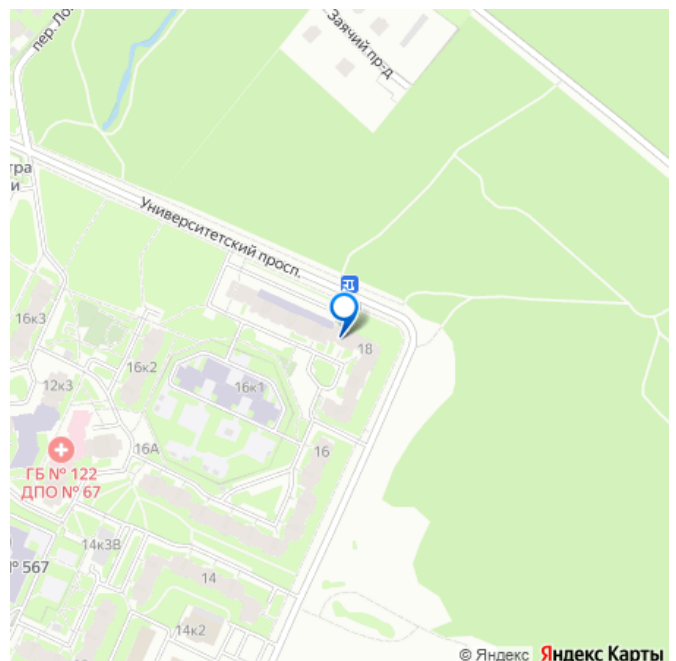 пер. Ло
Заячий пр-д
тра
и
Университетский просп.
16к3
16к2
18
12к3
16к1
16
16А
ГБ № 122
ДПО № 67
14к3В
№ 567
14
14к2
© Яндекс Яндекс Карты